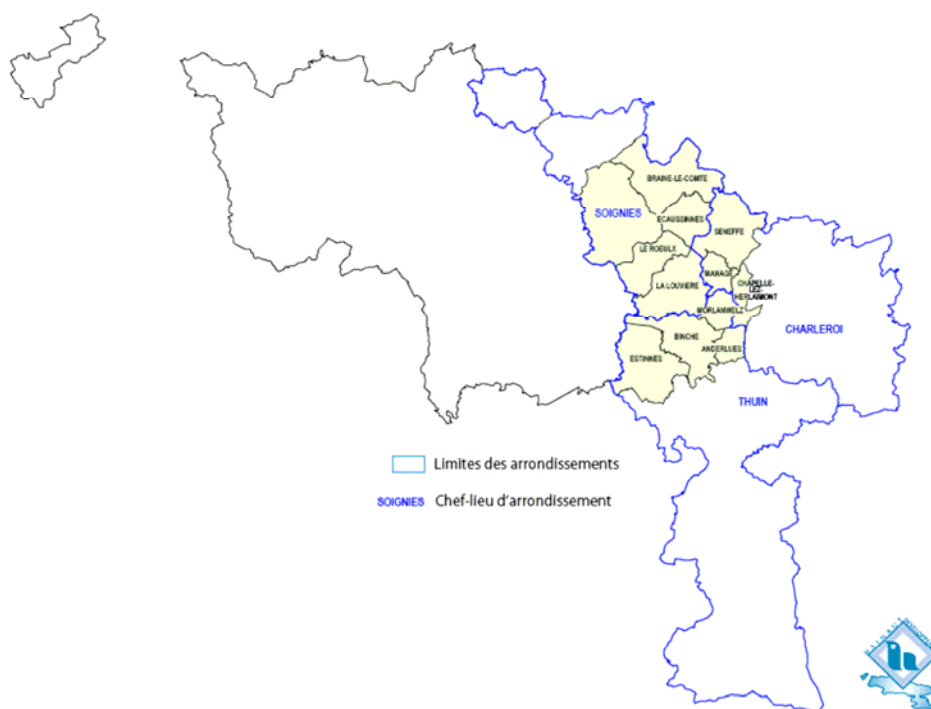 BRAINE-LE-COMTE
SOIGNIES
ECAUSSINNES
SENEFFE
LE ROEULX
MANAGE
LA LOUVIERE
CHAPELLE-
LEZ-
HERLAIMONT
MORLANWELZ
CHARLEROI
BINCHE
ANDERLUES
ESTINNES
THUIN
Limites des arrondissements
SOIGNIES Chef-lieu d'arrondissement